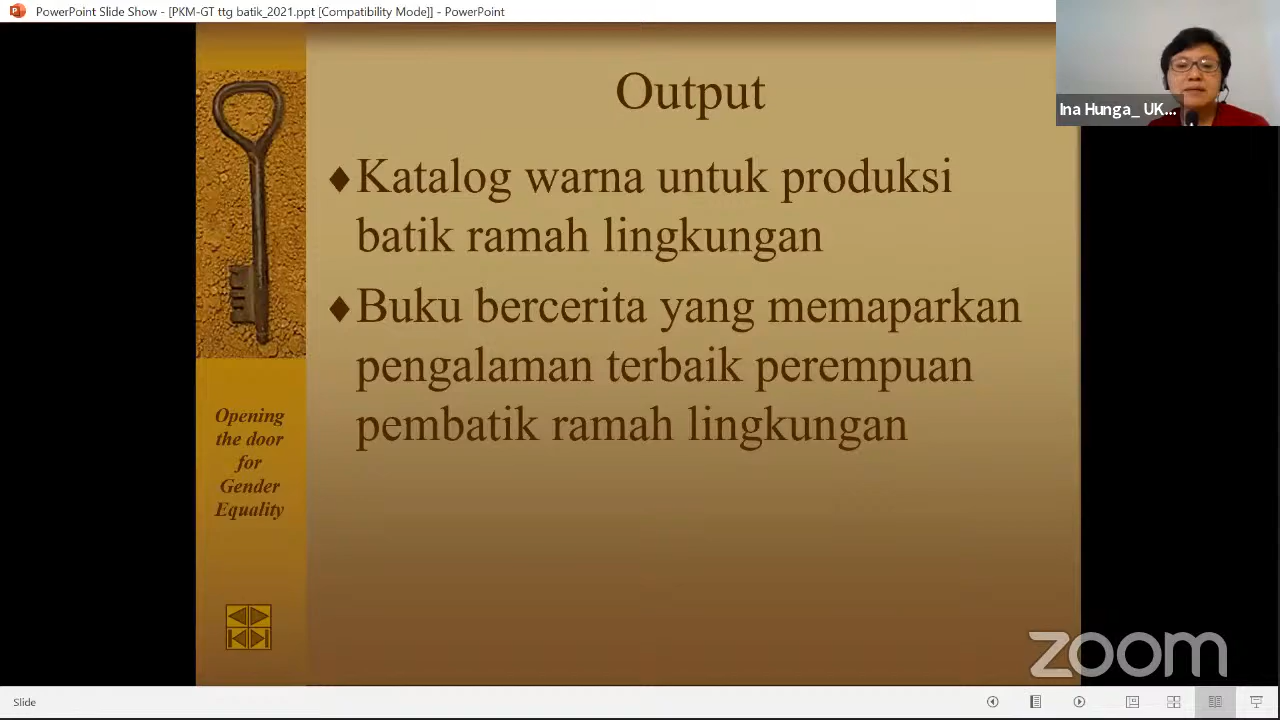 PowerPoint Slide Show - [PKM-GT ttg batik_2021.ppt [Compatibility Mode]] - PowerPoint
Ina Hunga_ UK...
Output
♦Katalog warna untuk produksi
batik ramah lingkungan
♦Buku bercerita yang memaparkan
pengalaman terbaik perempuan
pembatik ramah lingkungan
Opening
the door
for
Gender
Equality
zoom
Slide